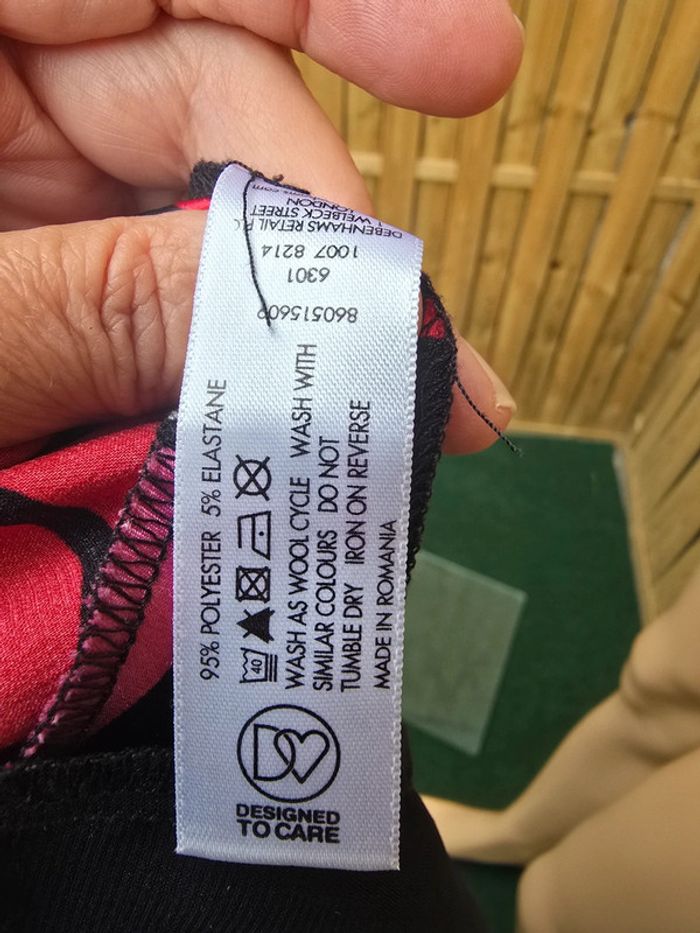 95% POLYESTER 5% ELASTANE
40
WASH AS WOOL CYCLE WASH WITH
SIMILAR COLOURS DO NOT
TUMBLE DRY IRON ON REVERSE
MADE IN ROMANIA
DESIGNED
TO CARE
DEBENHAMS RETAIL PLC
1 WELBECK STREET
LONDON
1007 8214
6301